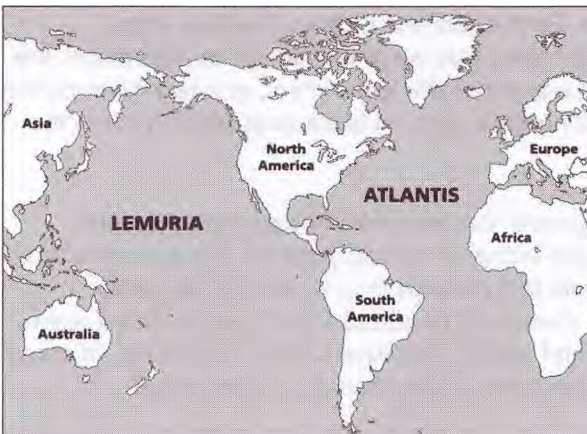 Asia
North
America
Europe
ATLANTIS
LEMURIA
Africa
South
America
Australia